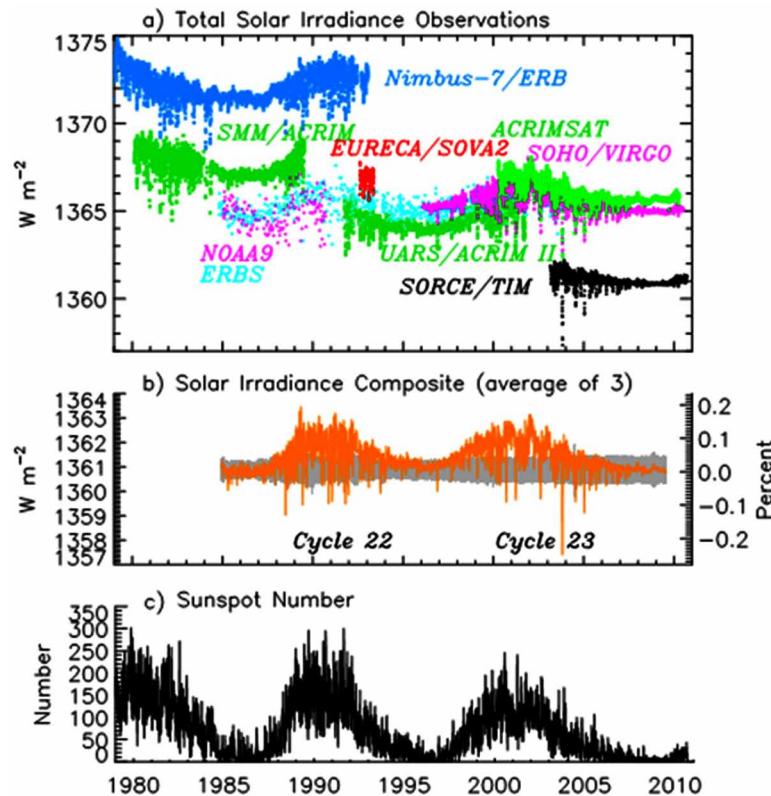 a) Total Solar Irradiance Observations
1375
1370
1365
1360
W m⁻²
Nimbus-7/ERB
SMM/ACRIM
EURECA/SOVA2
ACRIMSAT
SOHO/VIRGO
NOAA9
ERBS
UARS/ACRIM II
SORCE/TIM
b) Solar Irradiance Composite (average of 3)
1364
1363
1362
1361
1360
1359
1358
1357
W m⁻²
0.2
0.1
0.0
-0.1
-0.2
Percent
Cycle 22
Cycle 23
c) Sunspot Number
350
300
250
200
150
100
50
0
Number
1980 1985 1990 1995 2000 2005 2010